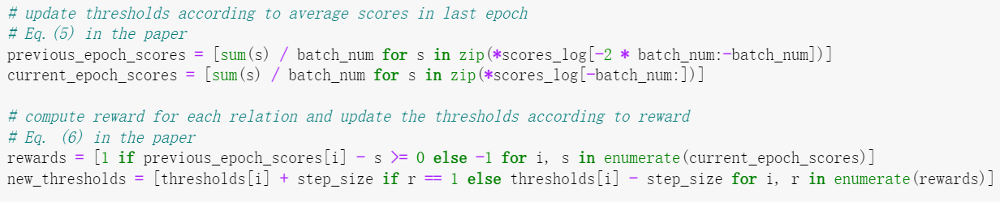 # update thresholds according to average scores in last epoch
# Eq.(5) in the paper
previous_epoch_scores = [sum(s) / batch_num for s in zip(*scores_log[-2 * batch_num:-batch_num])]
current_epoch_scores = [sum(s) / batch_num for s in zip(*scores_log[-batch_num:])]
# compute reward for each relation and update the thresholds according to reward
# Eq. (6) in the paper
rewards = [1 if previous_epoch_scores[i] - s >= 0 else -1 for i, s in enumerate(current_epoch_scores)]
new_thresholds = [thresholds[i] + step_size if r == 1 else thresholds[i] - step_size for i, r in enumerate(rewards)]